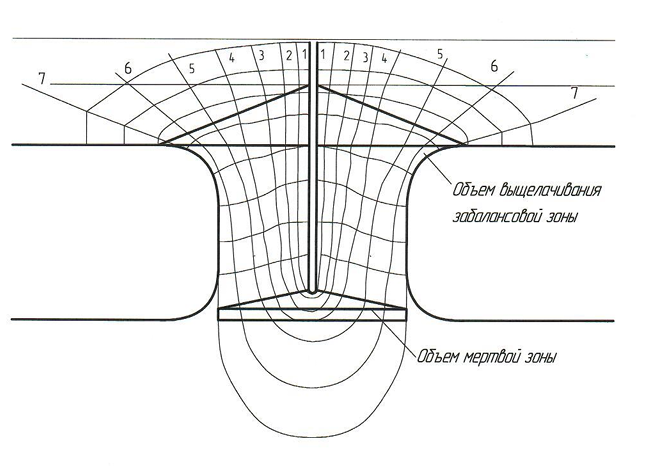 7 6 5 4 3 2 1 1 2 3 4 5 6 7
Объем выщелачивания
забалансовой зоны
Объем мертвой зоны